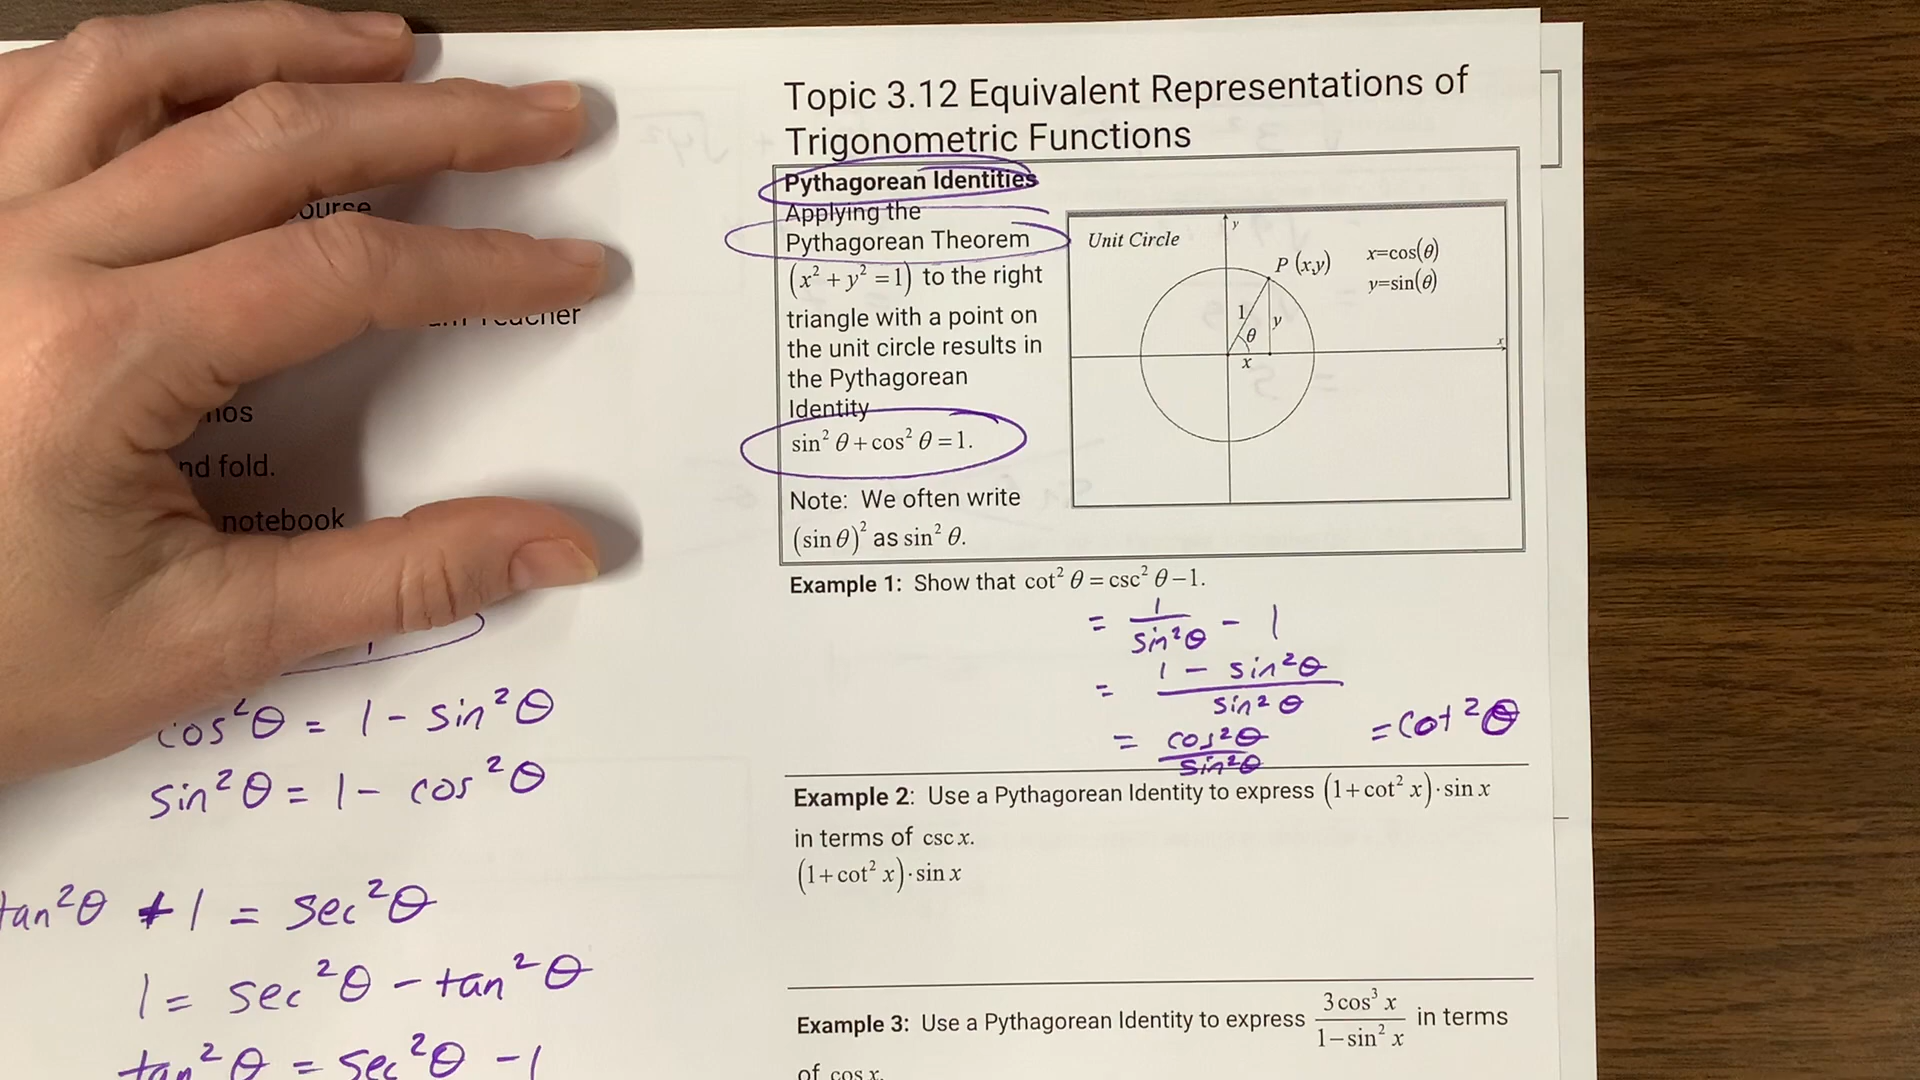 Topic 3.12 Equivalent Representations of
Trigonometric Functions
Pythagorean Identities
Applying the
Pythagorean Theorem
(x² + y² = 1) to the right
triangle with a point on
the unit circle results in
the Pythagorean
Identity
sin² θ + cos² θ = 1.
Note: We often write
(sin θ)² as sin² θ.
Unit Circle
y
P (x,y)
x=cos(θ)
y=sin(θ)
1
y
θ
x
x
Example 1: Show that cot² θ = csc² θ – 1.
= 1/sin²θ - 1
= (1 - sin²θ)/sin²θ
= cos²θ/sin²θ = cot²θ
Example 2: Use a Pythagorean Identity to express (1+cot² x)·sin x
in terms of csc x.
(1+cot² x)·sin x
Example 3: Use a Pythagorean Identity to express 3cos³ x/(1–sin² x) in terms
of cos x.
nd fold.
notebook
cos²θ = 1 - sin²θ
sin²θ = 1 - cos²θ
tan²θ + 1 = sec²θ
1 = sec²θ - tan²θ
tan²θ = sec²θ - 1